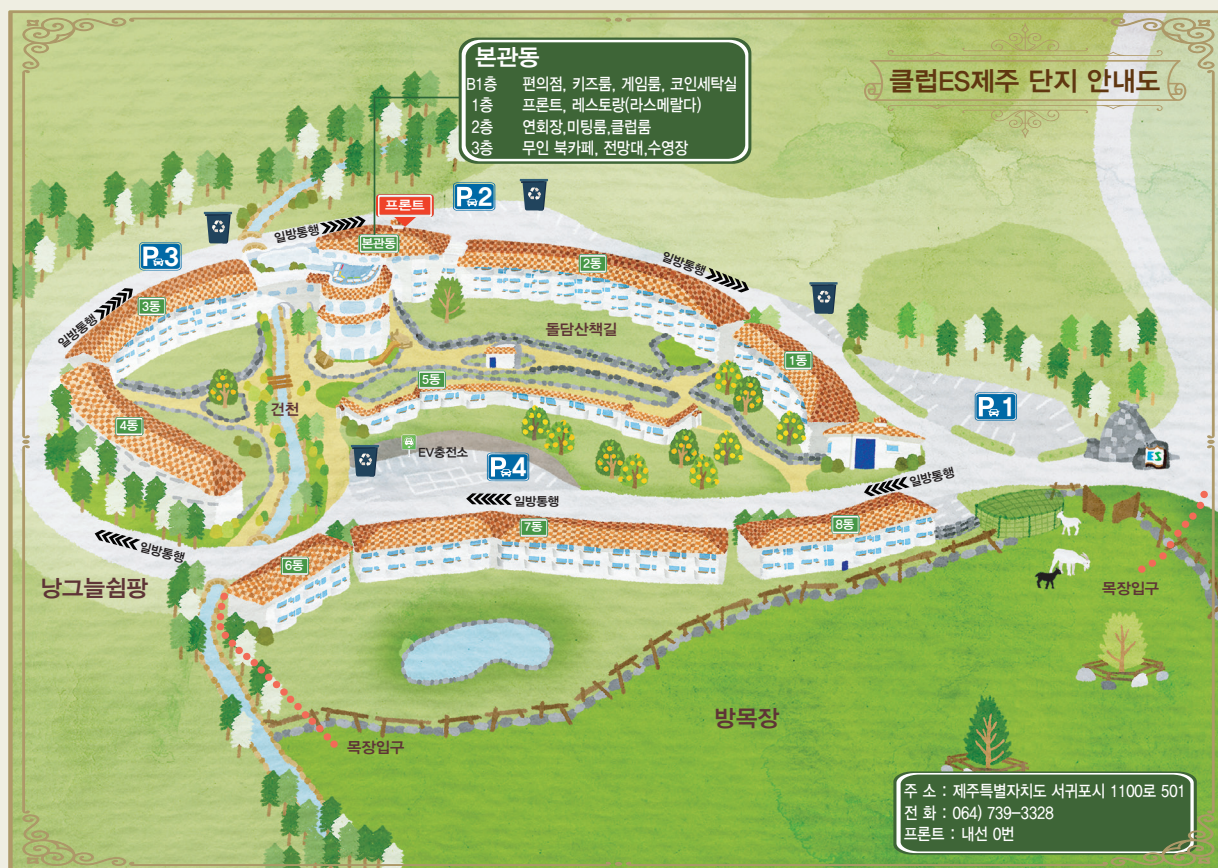 클럽ES제주 단지 안내도
본관동
B1층 편의점, 키즈룸, 게임룸, 코인세탁실
1층 프론트, 레스토랑(라스메랄다)
2층 연회장,미팅룸,클럽룸
3층 무인 북카페, 전망대,수영장
프론트
P2
일방통행
본관동
P3
2동
일방통행
3동
일방통행
돌담산책길
1동
5동
건천
P1
4동
EV충전소
P4
ES
일방통행
일방통행
7동
8동
일방통행
6동
낭그늘쉼팡
목장입구
방목장
목장입구
주 소 : 제주특별자치도 서귀포시 1100로 501
전 화 : 064) 739-3328
프론트 : 내선 0번